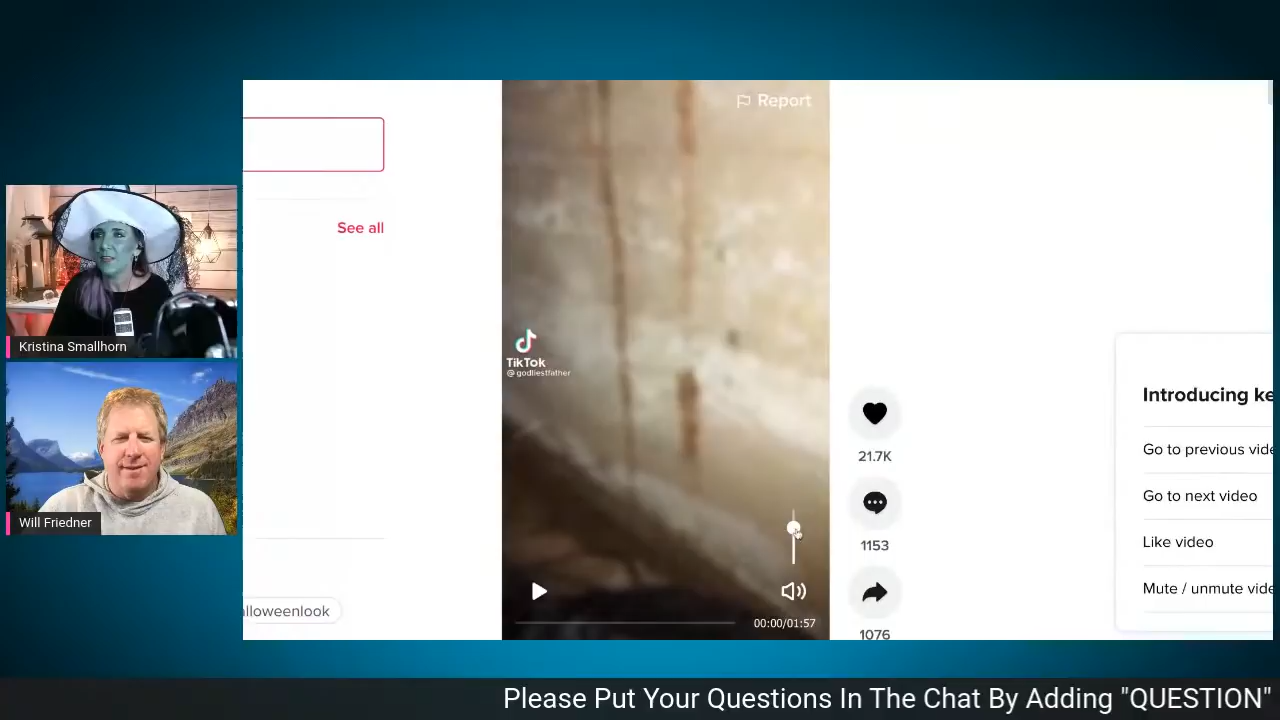 Report
See all
TikTok
@godliestfather
Kristina Smallhorn
Will Friedner
21.7K
1153
1076
Introducing ke
Go to previous vide
Go to next video
Like video
Mute / unmute vide
lloweenlook
00:00/01:57
Please Put Your Questions In The Chat By Adding "QUESTION"